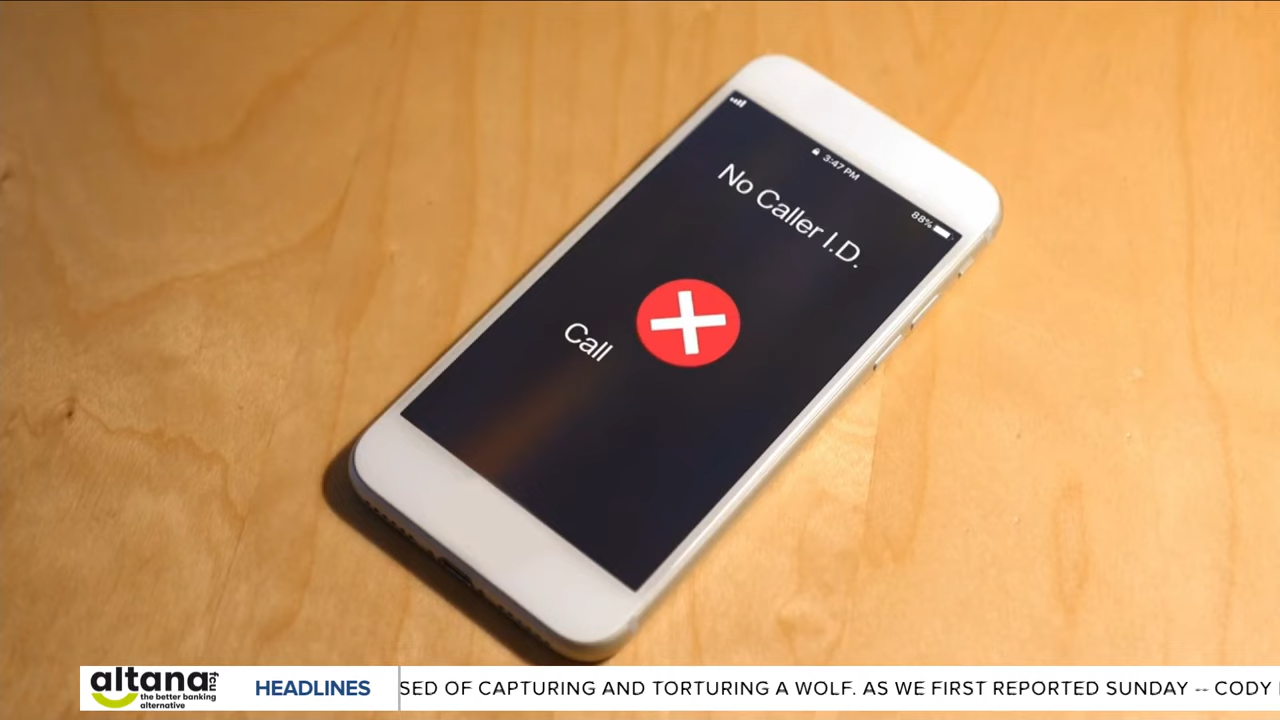 3:47 PM
88%
No Caller I.D.
Call
altana fcu
the better banking
alternative
HEADLINES
SED OF CAPTURING AND TORTURING A WOLF. AS WE FIRST REPORTED SUNDAY -- CODY